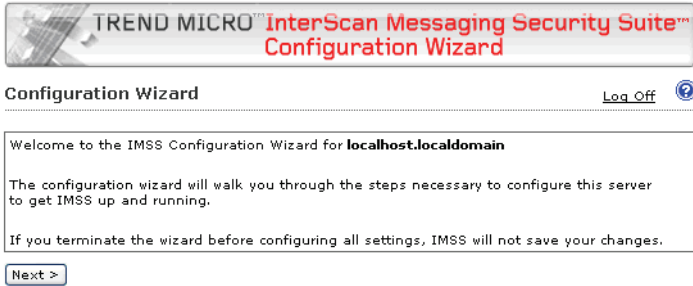 TREND MICRO™ InterScan Messaging Security Suite™
Configuration Wizard
Configuration Wizard
Log Off
?
Welcome to the IMSS Configuration Wizard for localhost.localdomain
The configuration wizard will walk you through the steps necessary to configure this server
to get IMSS up and running.
If you terminate the wizard before configuring all settings, IMSS will not save your changes.
Next >